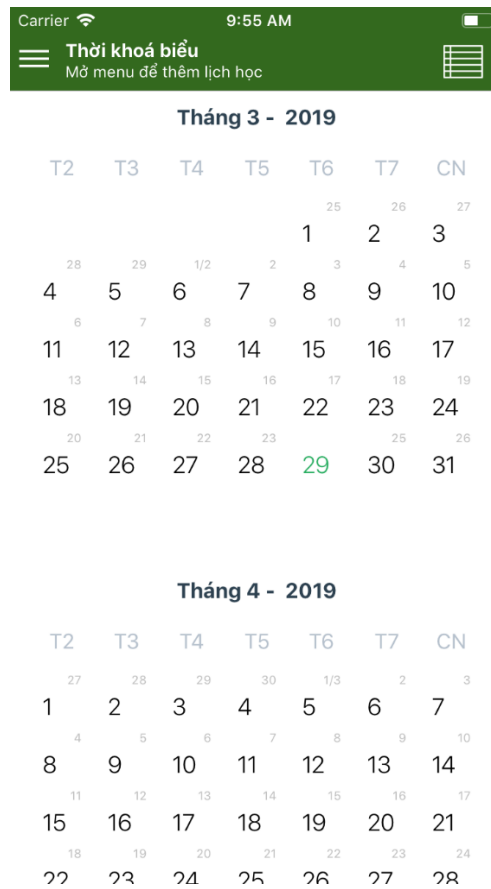 Carrier 9:55 AM
Thời khoá biểu
Mở menu để thêm lịch học
Tháng 3 - 2019
T2 T3 T4 T5 T6 T7 CN
25 26 27
1 2 3
28 29 1/2 2 3 4 5
4 5 6 7 8 9 10
6 7 8 9 10 11 12
11 12 13 14 15 16 17
13 14 15 16 17 18 19
18 19 20 21 22 23 24
20 21 22 23 25 26
25 26 27 28 29 30 31
Tháng 4 - 2019
T2 T3 T4 T5 T6 T7 CN
27 28 29 30 1/3 2 3
1 2 3 4 5 6 7
4 5 6 7 8 9 10
8 9 10 11 12 13 14
11 12 13 14 15 16 17
15 16 17 18 19 20 21
18 19 20 21 22 23 24
22 23 24 25 26 27 28